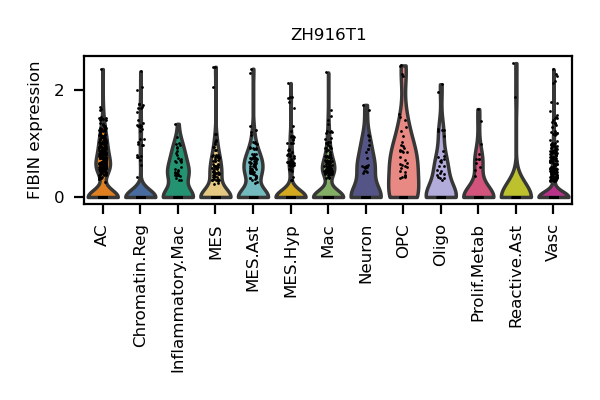 ZH916T1
FIBIN expression
2
0
AC
Chromatin.Reg
Inflammatory.Mac
MES
MES.Ast
MES.Hyp
Mac
Neuron
OPC
Oligo
Prolif.Metab
Reactive.Ast
Vasc